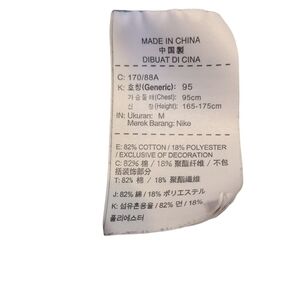 MADE IN CHINA
中国製
DIBUAT DI CINA
C: 170/88A
K: 호칭(Generic): 95
가슴둘레(Chest): 95cm
신 장(Height): 165-175cm
IN: Ukuran: M
Merek Barang: Nike
E: 82% COTTON / 18% POLYESTER
/ EXCLUSIVE OF DECORATION
C: 82% 棉 / 18% 聚酯纤维 / 不包
括装饰部分
T: 82% 棉 / 18% 聚酯纖維
J: 82% 綿 / 18% ポリエステル
K: 섬유혼용율 / 82% 면 / 18%
폴리에스터